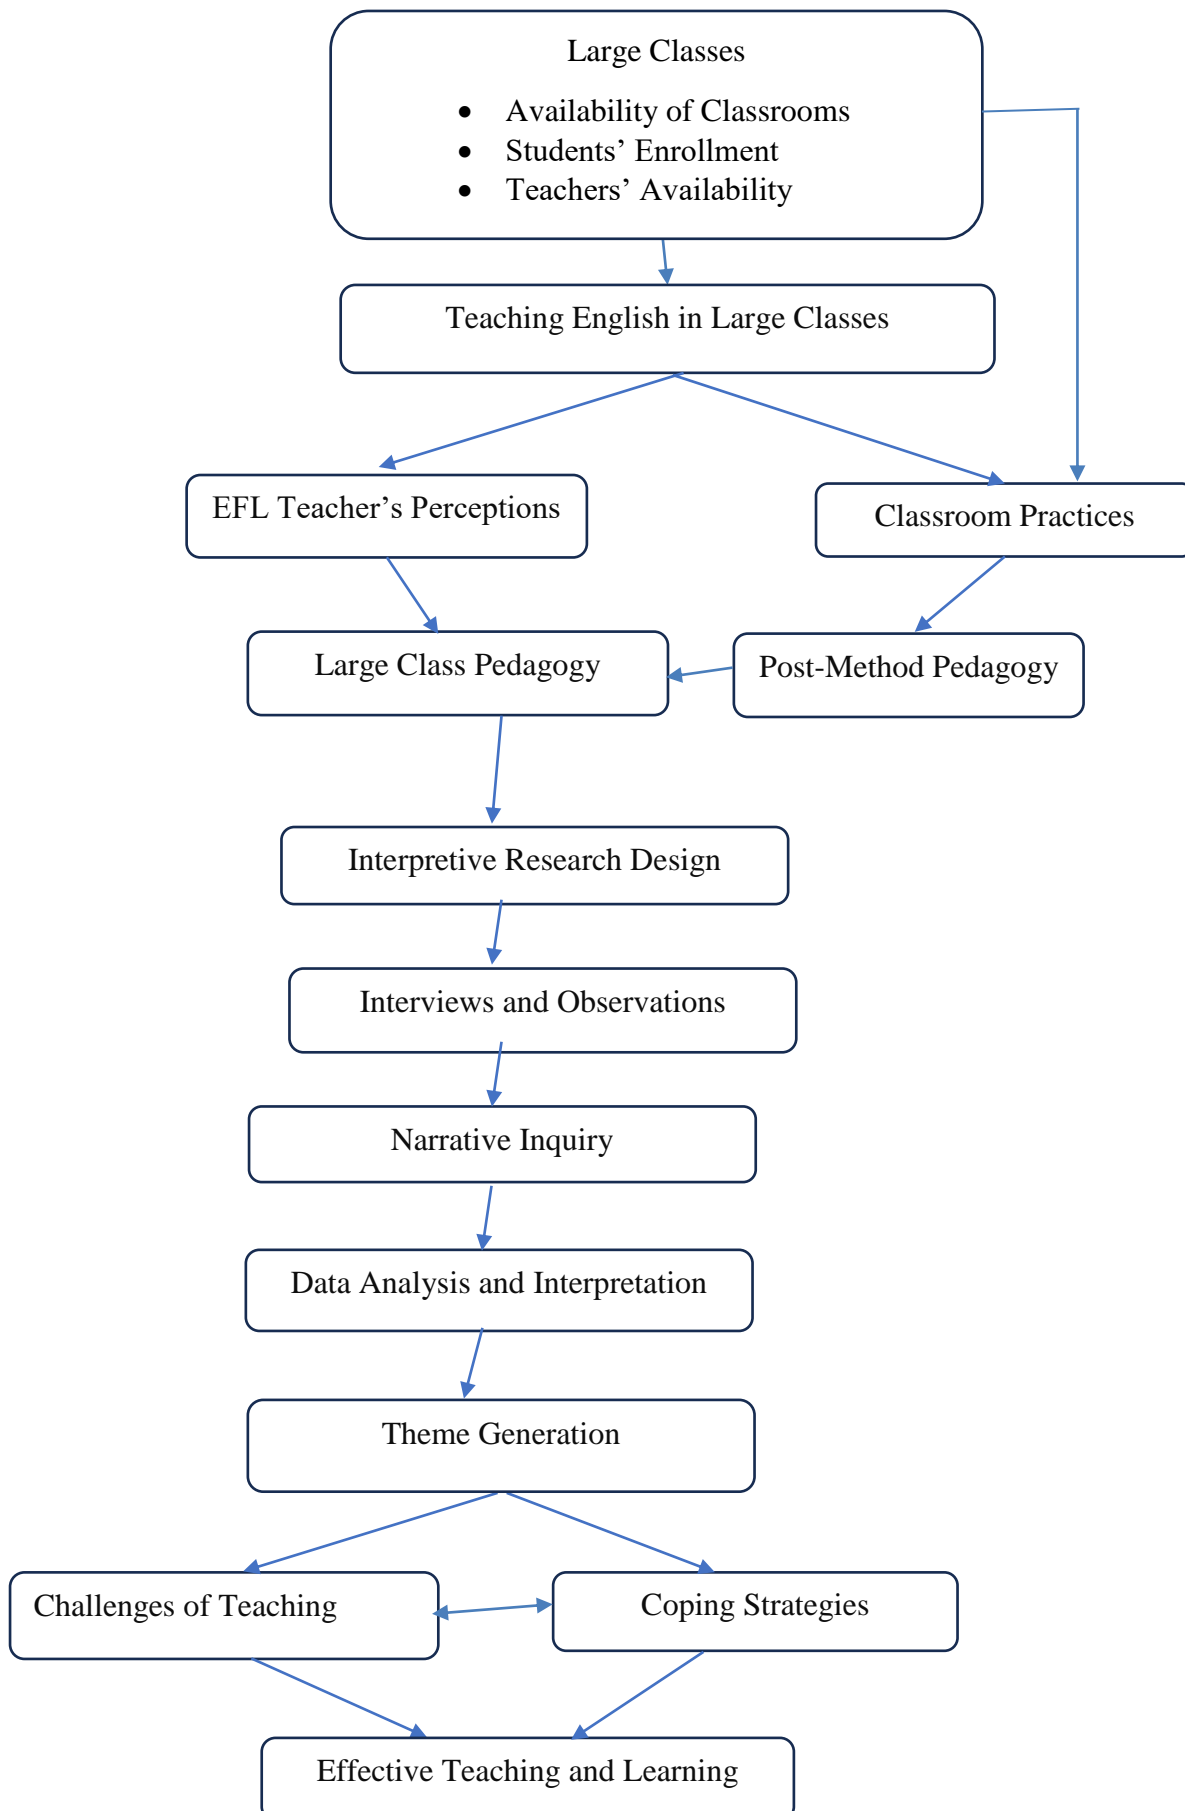 Large Classes
• Availability of Classrooms
• Students’ Enrollment
• Teachers’ Availability
Teaching English in Large Classes
EFL Teacher’s Perceptions
Classroom Practices
Large Class Pedagogy
Post-Method Pedagogy
Interpretive Research Design
Interviews and Observations
Narrative Inquiry
Data Analysis and Interpretation
Theme Generation
Challenges of Teaching
Coping Strategies
Effective Teaching and Learning